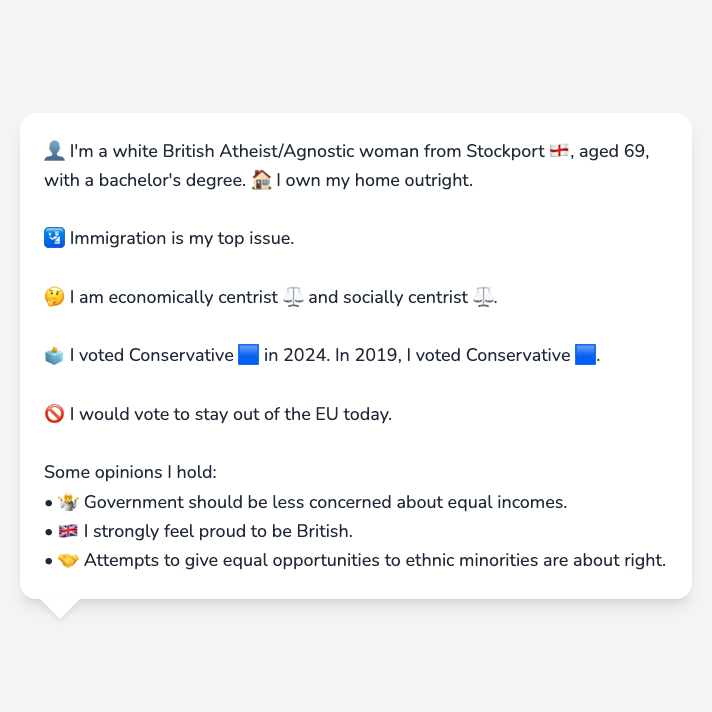 👤 I'm a white British Atheist/Agnostic woman from Stockport 🏴󠁧󠁢󠁥󠁮󠁧󠁿, aged 69,
with a bachelor's degree. 🏠 I own my home outright.
🛂 Immigration is my top issue.
🤔 I am economically centrist ⚖️ and socially centrist ⚖️.
🗳️ I voted Conservative 🟦 in 2024. In 2019, I voted Conservative 🟦.
🚫 I would vote to stay out of the EU today.
Some opinions I hold:
• 🤷 Government should be less concerned about equal incomes.
• 🇬🇧 I strongly feel proud to be British.
• 🤝 Attempts to give equal opportunities to ethnic minorities are about right.